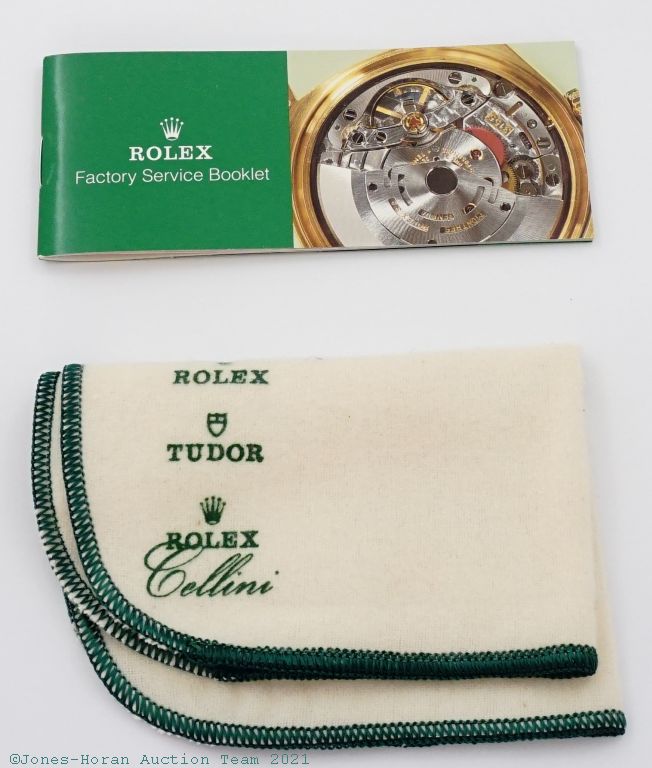 ROLEX
Factory Service Booklet
ROLEX
TUDOR
ROLEX
Cellini
©Jones-Horan Auction Team 2021